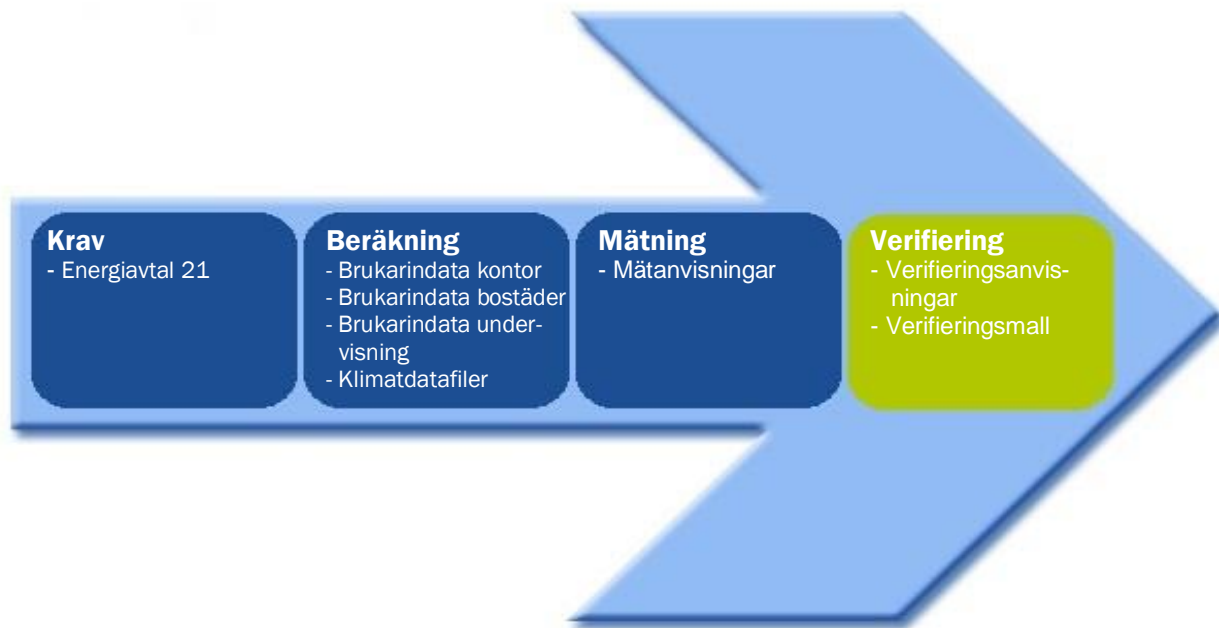 Krav
- Energiavtal 21
Beräkning
- Brukarindata kontor
- Brukarindata bostäder
- Brukarindata under-
visning
- Klimatdatafiler
Mätning
- Mätanvisningar
Verifiering
- Verifieringsanvis-
ningar
- Verifieringsmall